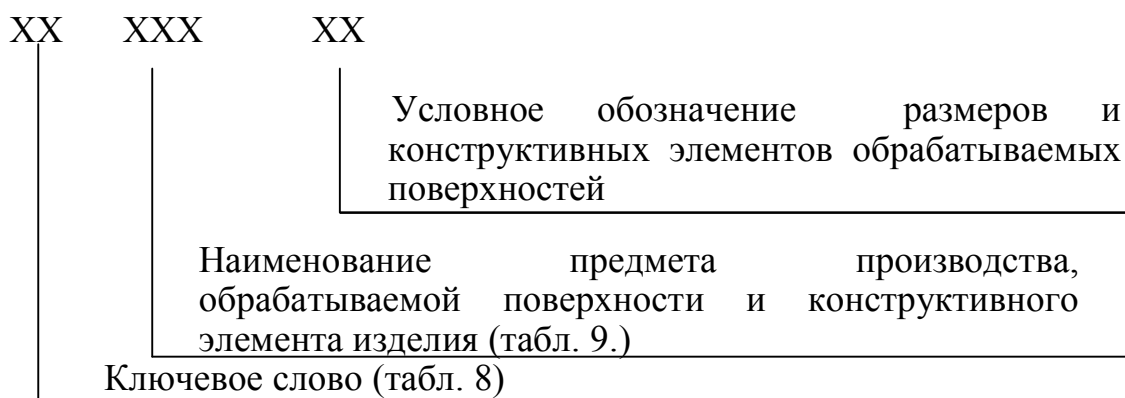 XX XXX XX
Условное обозначение размеров и
конструктивных элементов обрабатываемых
поверхностей
Наименование предмета производства,
обрабатываемой поверхности и конструктивного
элемента изделия (табл. 9.)
Ключевое слово (табл. 8)